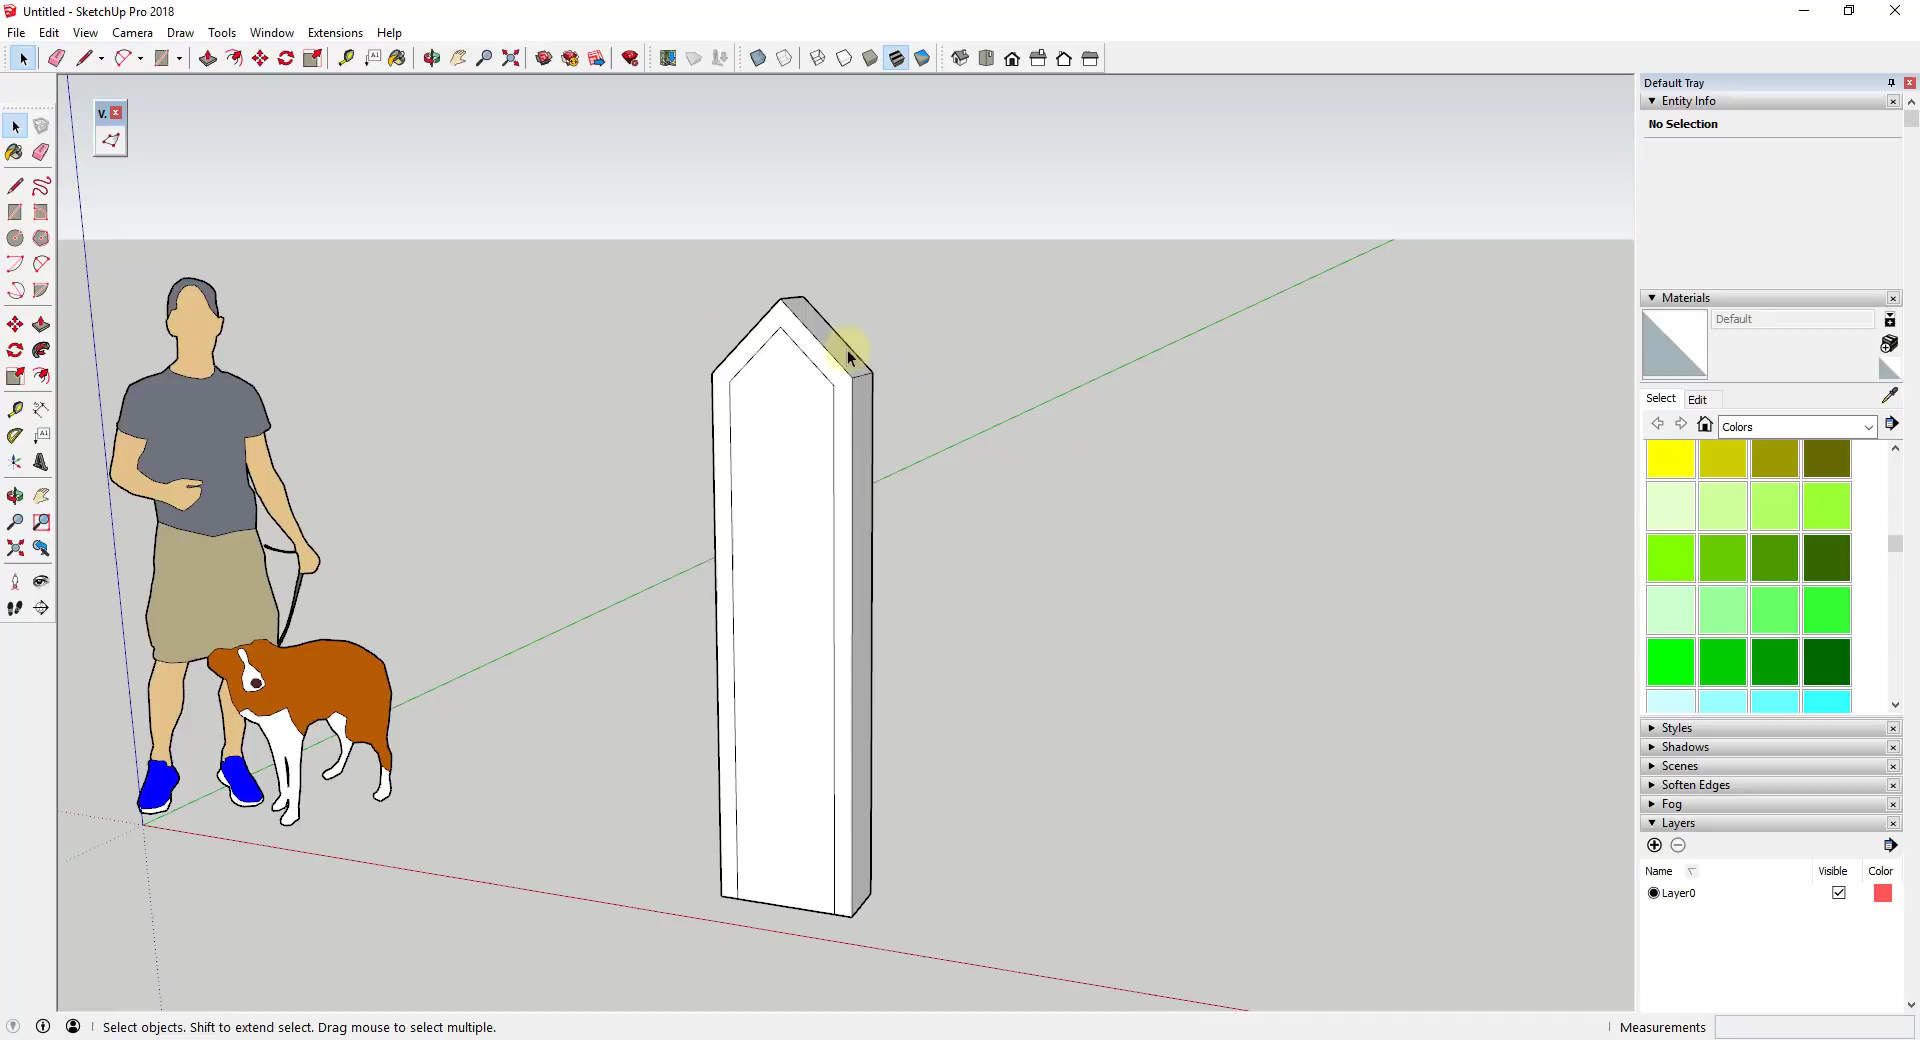 Untitled - SketchUp Pro 2018
File Edit View Camera Draw Tools Window Extensions Help
V.
Default Tray
Entity Info
No Selection
Materials
Default
Select Edit
Colors
Styles
Shadows
Scenes
Soften Edges
Fog
Layers
Name Visible Color
Layer0
Select objects. Shift to extend select. Drag mouse to select multiple.
Measurements